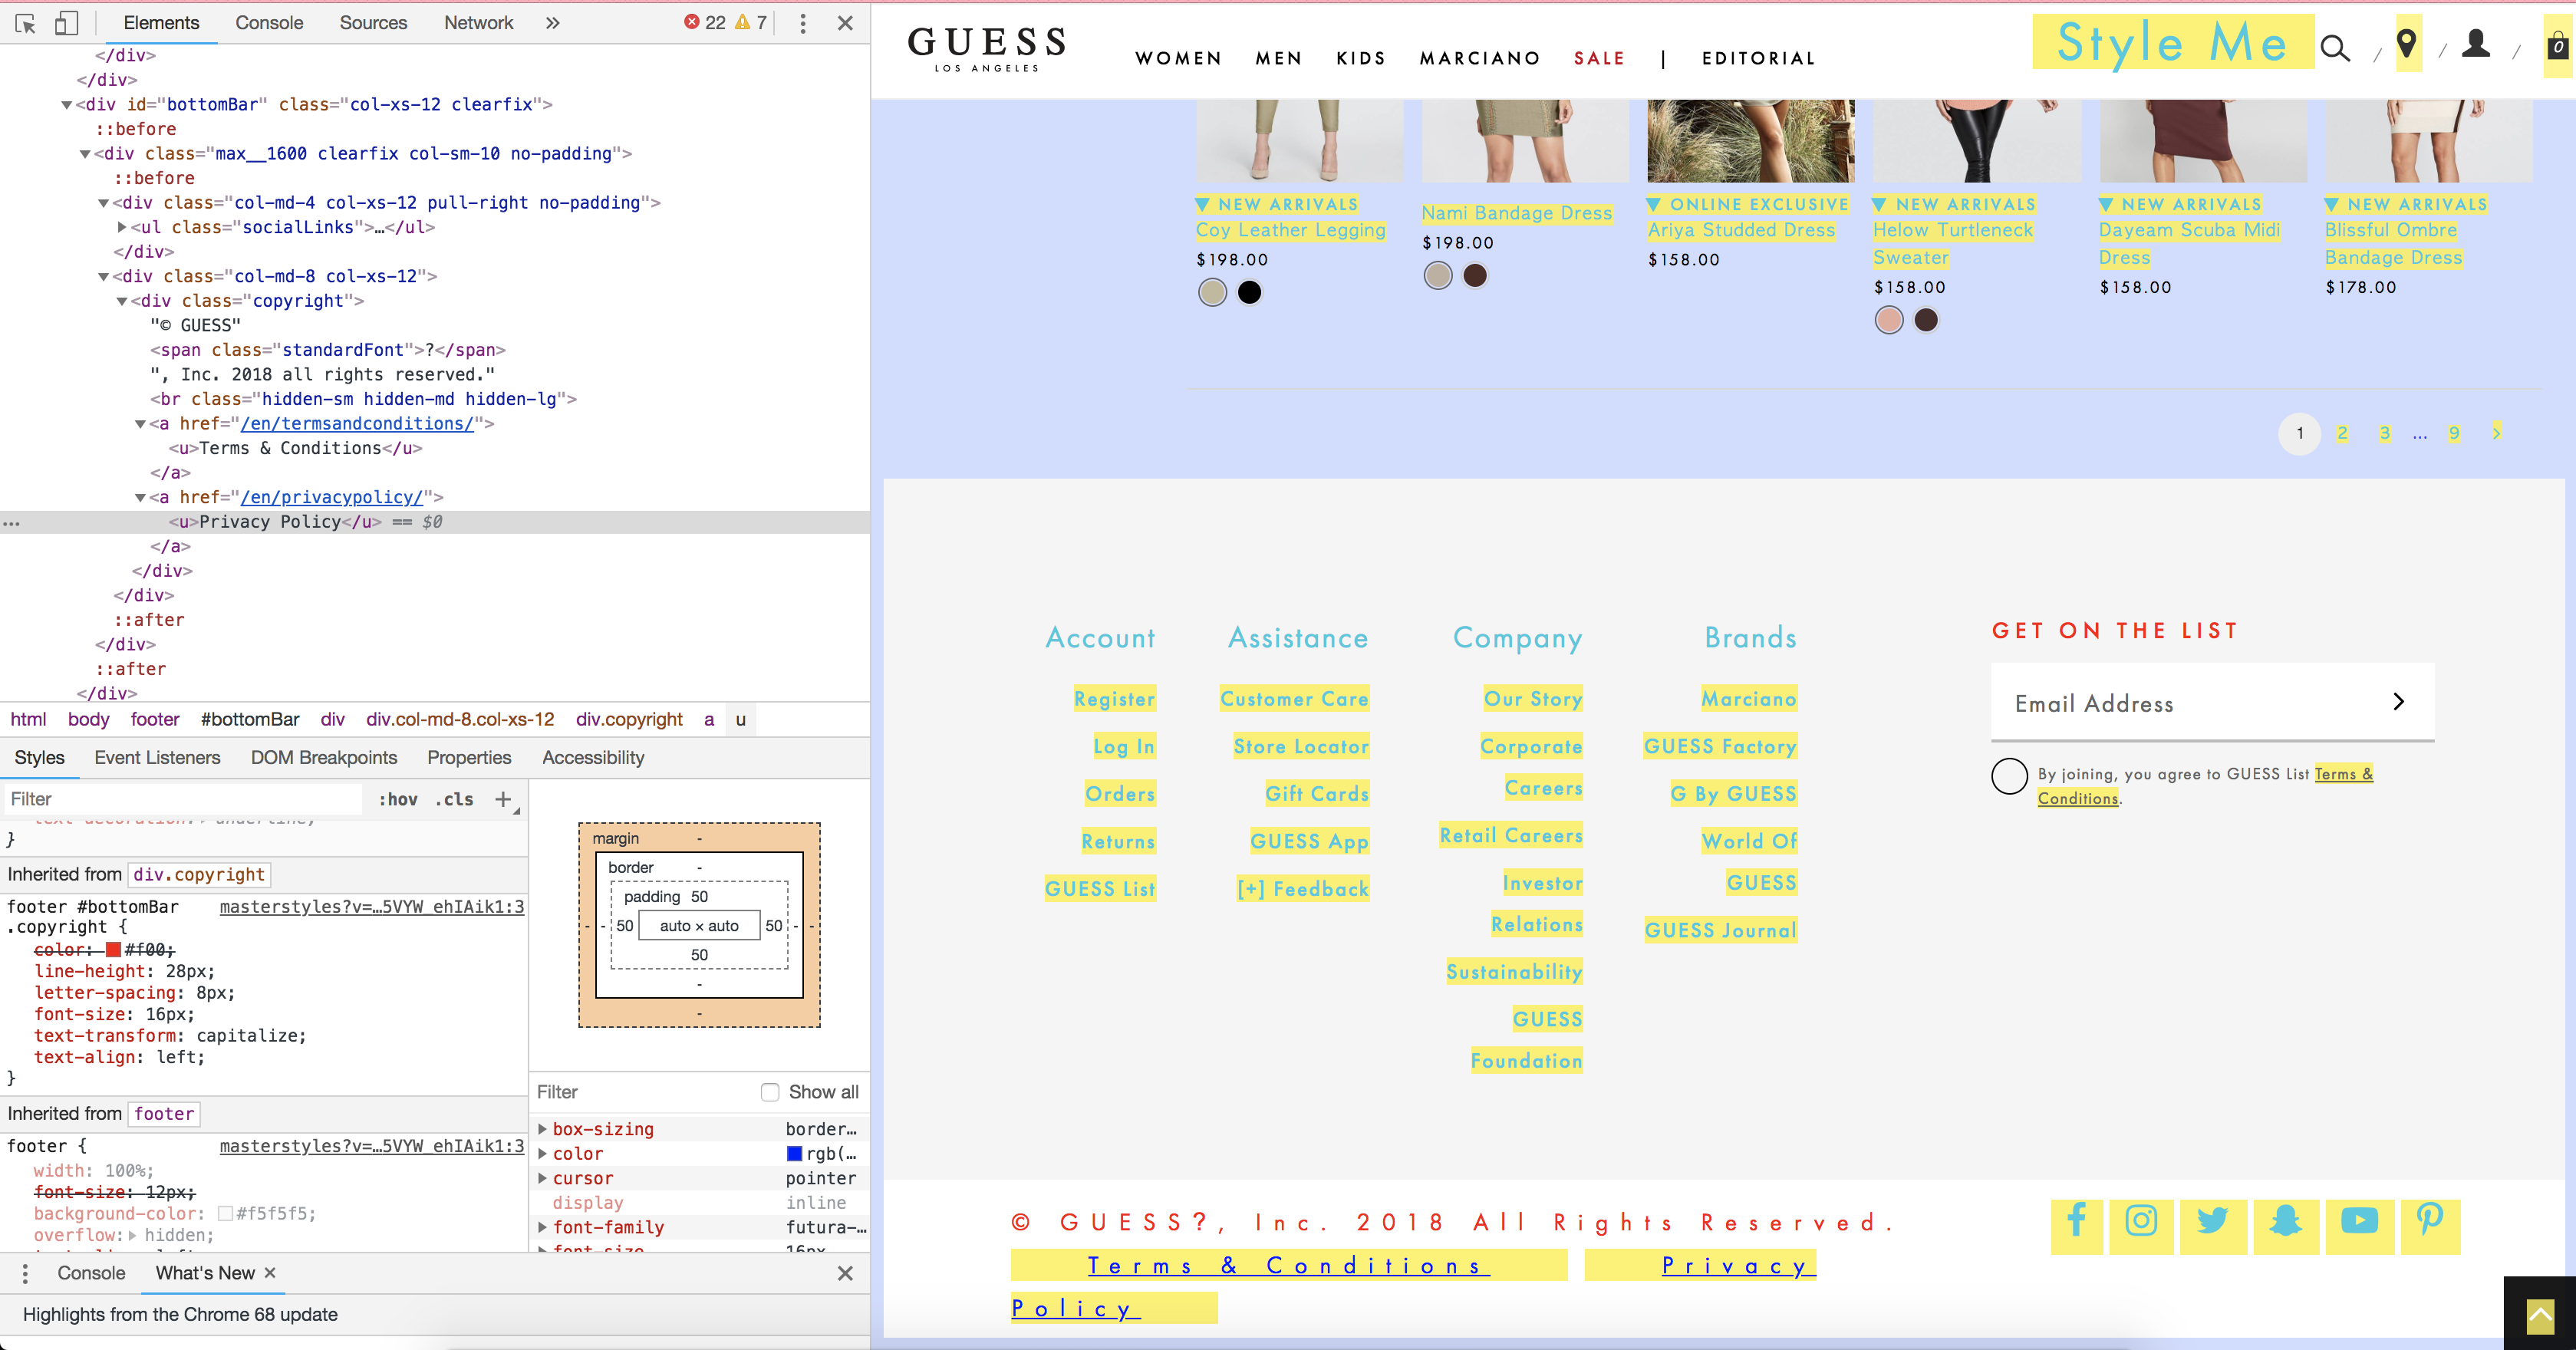 Elements Console Sources Network » 22 7
</div>
</div>
▼<div id="bottomBar" class="col-xs-12 clearfix">
::before
▼<div class="max__1600 clearfix col-sm-10 no-padding">
::before
▼<div class="col-md-4 col-xs-12 pull-right no-padding">
▶<ul class="socialLinks">…</ul>
</div>
▼<div class="col-md-8 col-xs-12">
▼<div class="copyright">
"© GUESS"
<span class="standardFont">?</span>
", Inc. 2018 all rights reserved."
<br class="hidden-sm hidden-md hidden-lg">
▼<a href="/en/termsandconditions/">
<u>Terms & Conditions</u>
</a>
▼<a href="/en/privacypolicy/">
… <u>Privacy Policy</u> == $0
</a>
</div>
</div>
::after
</div>
::after
</div>
html body footer #bottomBar div div.col-md-8.col-xs-12 div.copyright a u
Styles Event Listeners DOM Breakpoints Properties Accessibility
Filter :hov .cls +
}
Inherited from div.copyright
footer #bottomBar masterstyles?v=…5VYW_ehIAik1:3
.copyright {
color: #f00;
line-height: 28px;
letter-spacing: 8px;
font-size: 16px;
text-transform: capitalize;
text-align: left;
}
Inherited from footer
footer { masterstyles?v=…5VYW_ehIAik1:3
width: 100%;
font-size: 12px;
background-color: #f5f5f5;
overflow:▶ hidden;
margin -
border -
padding 50
- - 50 auto × auto 50 - -
50
-
-
Filter Show all
▶ box-sizing border…
▶ color rgb(…
▶ cursor pointer
display inline
▶ font-family futura-…
▶ font-size 16px
Console What's New ×
Highlights from the Chrome 68 update
GUESS
LOS ANGELES
WOMEN MEN KIDS MARCIANO SALE | EDITORIAL
Style Me / / / 0
▼ NEW ARRIVALS
Coy Leather Legging
$198.00
Nami Bandage Dress
$198.00
▼ ONLINE EXCLUSIVE
Ariya Studded Dress
$158.00
▼ NEW ARRIVALS
Helow Turtleneck
Sweater
$158.00
▼ NEW ARRIVALS
Dayeam Scuba Midi
Dress
$158.00
▼ NEW ARRIVALS
Blissful Ombre
Bandage Dress
$178.00
1 2 3 ... 9 >
Account
Register
Log In
Orders
Returns
GUESS List
Assistance
Customer Care
Store Locator
Gift Cards
GUESS App
[+] Feedback
Company
Our Story
Corporate
Careers
Retail Careers
Investor
Relations
Sustainability
GUESS
Foundation
Brands
Marciano
GUESS Factory
G By GUESS
World Of
GUESS
GUESS Journal
GET ON THE LIST
Email Address
By joining, you agree to GUESS List Terms &
Conditions.
© GUESS?, Inc. 2018 All Rights Reserved.
Terms & Conditions Privacy
Policy